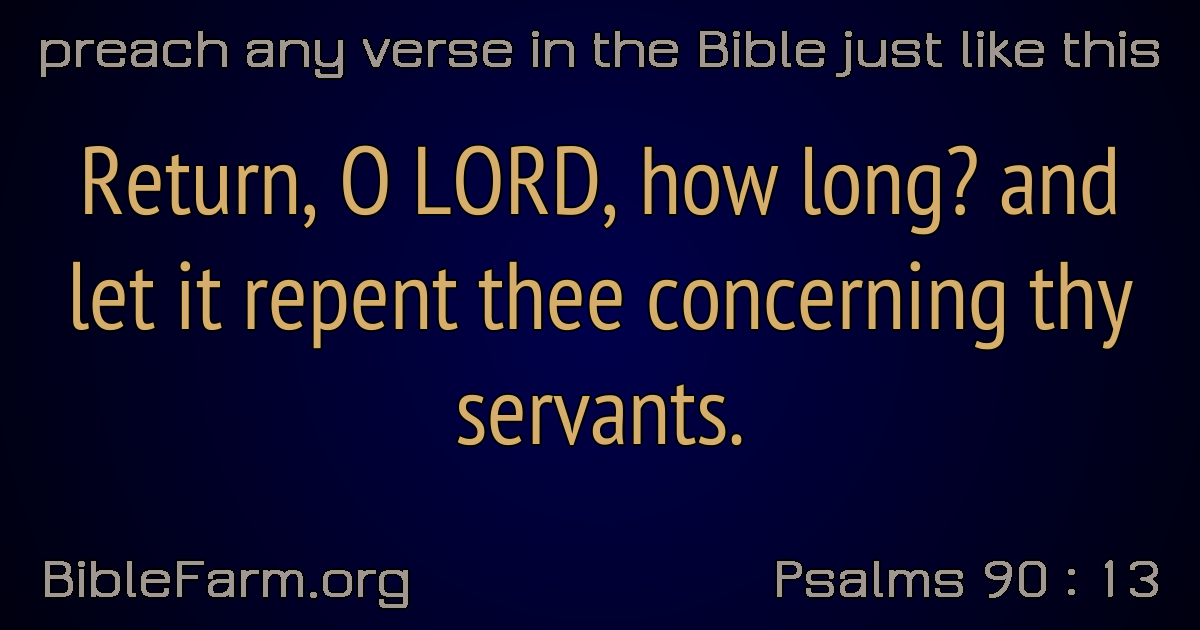 preach any verse in the Bible just like this
Return, O LORD, how long? and
let it repent thee concerning thy
servants.
BibleFarm.org
Psalms 90 : 13